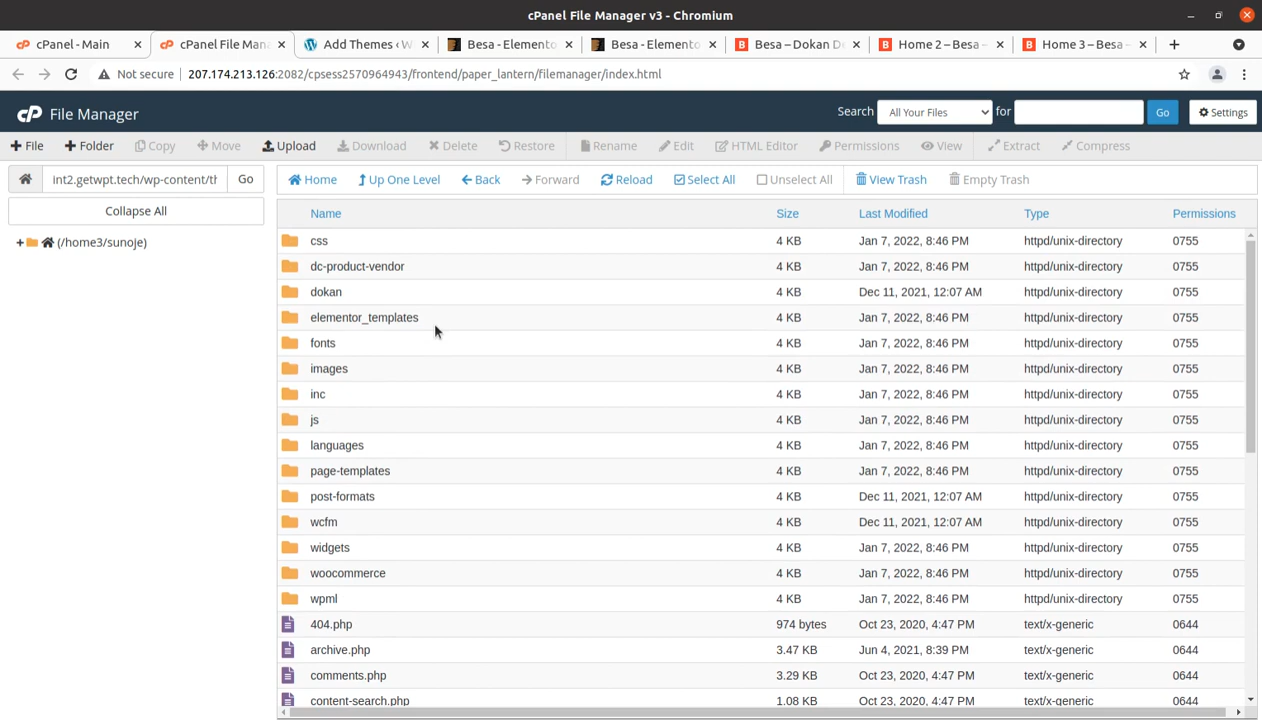 cPanel File Manager v3 - Chromium
cPanel - Main
cPanel File Mana
Add Themes ‹ W
Besa - Elemento
Besa - Elemento
Besa – Dokan D
Home 2 – Besa –
Home 3 – Besa –
Not secure 207.174.213.126:2082/cpsess2570964943/frontend/paper_lantern/filemanager/index.html
cP File Manager
Search All Your Files for Go Settings
File Folder Copy Move Upload Download Delete Restore Rename Edit HTML Editor Permissions View Extract Compress
int2.getwpt.tech/wp-content/th Go Home Up One Level Back Forward Reload Select All Unselect All View Trash Empty Trash
Collapse All
(/home3/sunoje)
Name Size Last Modified Type Permissions
css 4 KB Jan 7, 2022, 8:46 PM httpd/unix-directory 0755
dc-product-vendor 4 KB Jan 7, 2022, 8:46 PM httpd/unix-directory 0755
dokan 4 KB Dec 11, 2021, 12:07 AM httpd/unix-directory 0755
elementor_templates 4 KB Jan 7, 2022, 8:46 PM httpd/unix-directory 0755
fonts 4 KB Jan 7, 2022, 8:46 PM httpd/unix-directory 0755
images 4 KB Jan 7, 2022, 8:46 PM httpd/unix-directory 0755
inc 4 KB Jan 7, 2022, 8:46 PM httpd/unix-directory 0755
js 4 KB Jan 7, 2022, 8:46 PM httpd/unix-directory 0755
languages 4 KB Jan 7, 2022, 8:46 PM httpd/unix-directory 0755
page-templates 4 KB Jan 7, 2022, 8:46 PM httpd/unix-directory 0755
post-formats 4 KB Dec 11, 2021, 12:07 AM httpd/unix-directory 0755
wcfm 4 KB Dec 11, 2021, 12:07 AM httpd/unix-directory 0755
widgets 4 KB Jan 7, 2022, 8:46 PM httpd/unix-directory 0755
woocommerce 4 KB Jan 7, 2022, 8:46 PM httpd/unix-directory 0755
wpml 4 KB Jan 7, 2022, 8:46 PM httpd/unix-directory 0755
404.php 974 bytes Oct 23, 2020, 4:47 PM text/x-generic 0644
archive.php 3.47 KB Jun 4, 2021, 8:39 PM text/x-generic 0644
comments.php 3.29 KB Oct 23, 2020, 4:47 PM text/x-generic 0644
content-search.php 1.08 KB Oct 23, 2020, 4:47 PM text/x-generic 0644